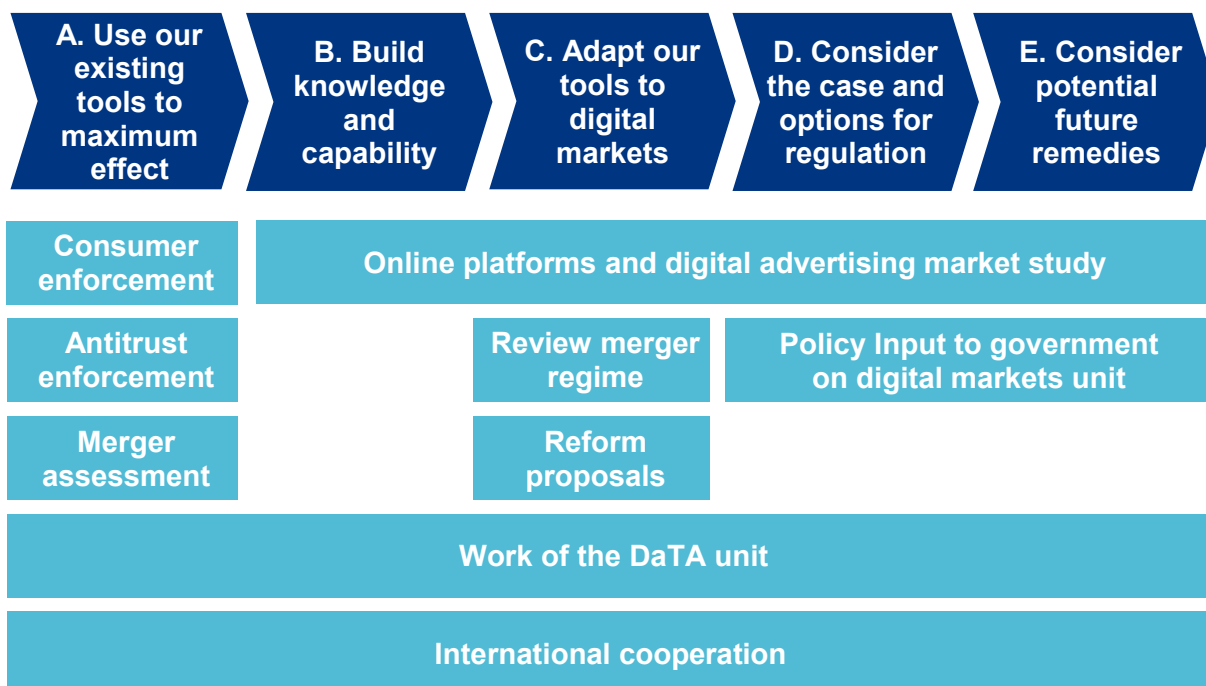 A. Use our
existing
tools to
maximum
effect
B. Build
knowledge
and
capability
C. Adapt our
tools to
digital
markets
D. Consider
the case and
options for
regulation
E. Consider
potential
future
remedies
Consumer
enforcement
Online platforms and digital advertising market study
Antitrust
enforcement
Review merger
regime
Policy Input to government
on digital markets unit
Merger
assessment
Reform
proposals
Work of the DaTA unit
International cooperation